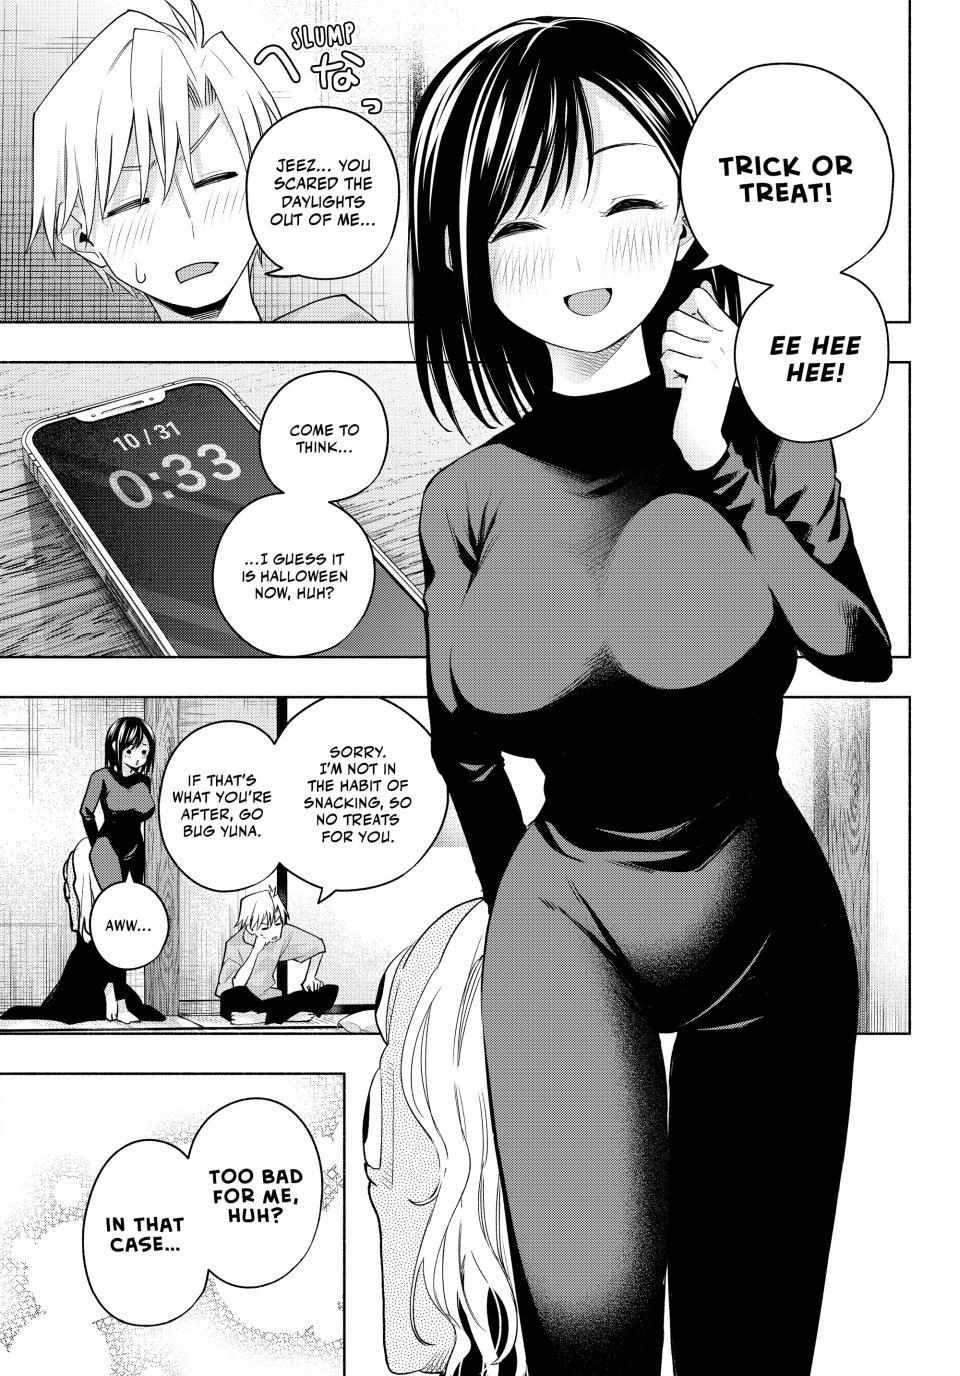 TRICK OR
TREAT!
EE HEE
HEE!
SLUMP
へなっ
JEEZ... YOU
SCARED THE
DAYLIGHTS
OUT OF ME...
COME TO
THINK...
10/31
0:33
...I GUESS IT
IS HALLOWEEN
NOW, HUH?
SORRY.
I'M NOT IN
THE HABIT OF
SNACKING, SO
NO TREATS
FOR YOU.
IF THAT'S
WHAT YOU'RE
AFTER, GO
BUG YUNA.
AWW...
TOO BAD
FOR ME,
HUH?
IN THAT
CASE...